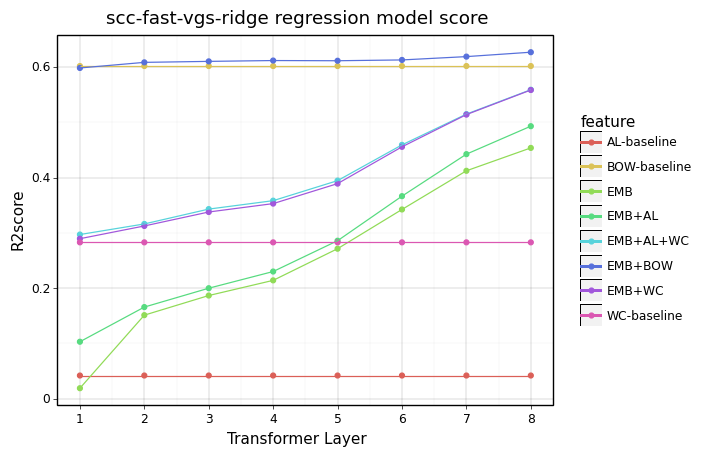 scc-fast-vgs-ridge regression model score
R2score
0.6
0.4
0.2
0
1 2 3 4 5 6 7 8
Transformer Layer
feature
AL-baseline
BOW-baseline
EMB
EMB+AL
EMB+AL+WC
EMB+BOW
EMB+WC
WC-baseline